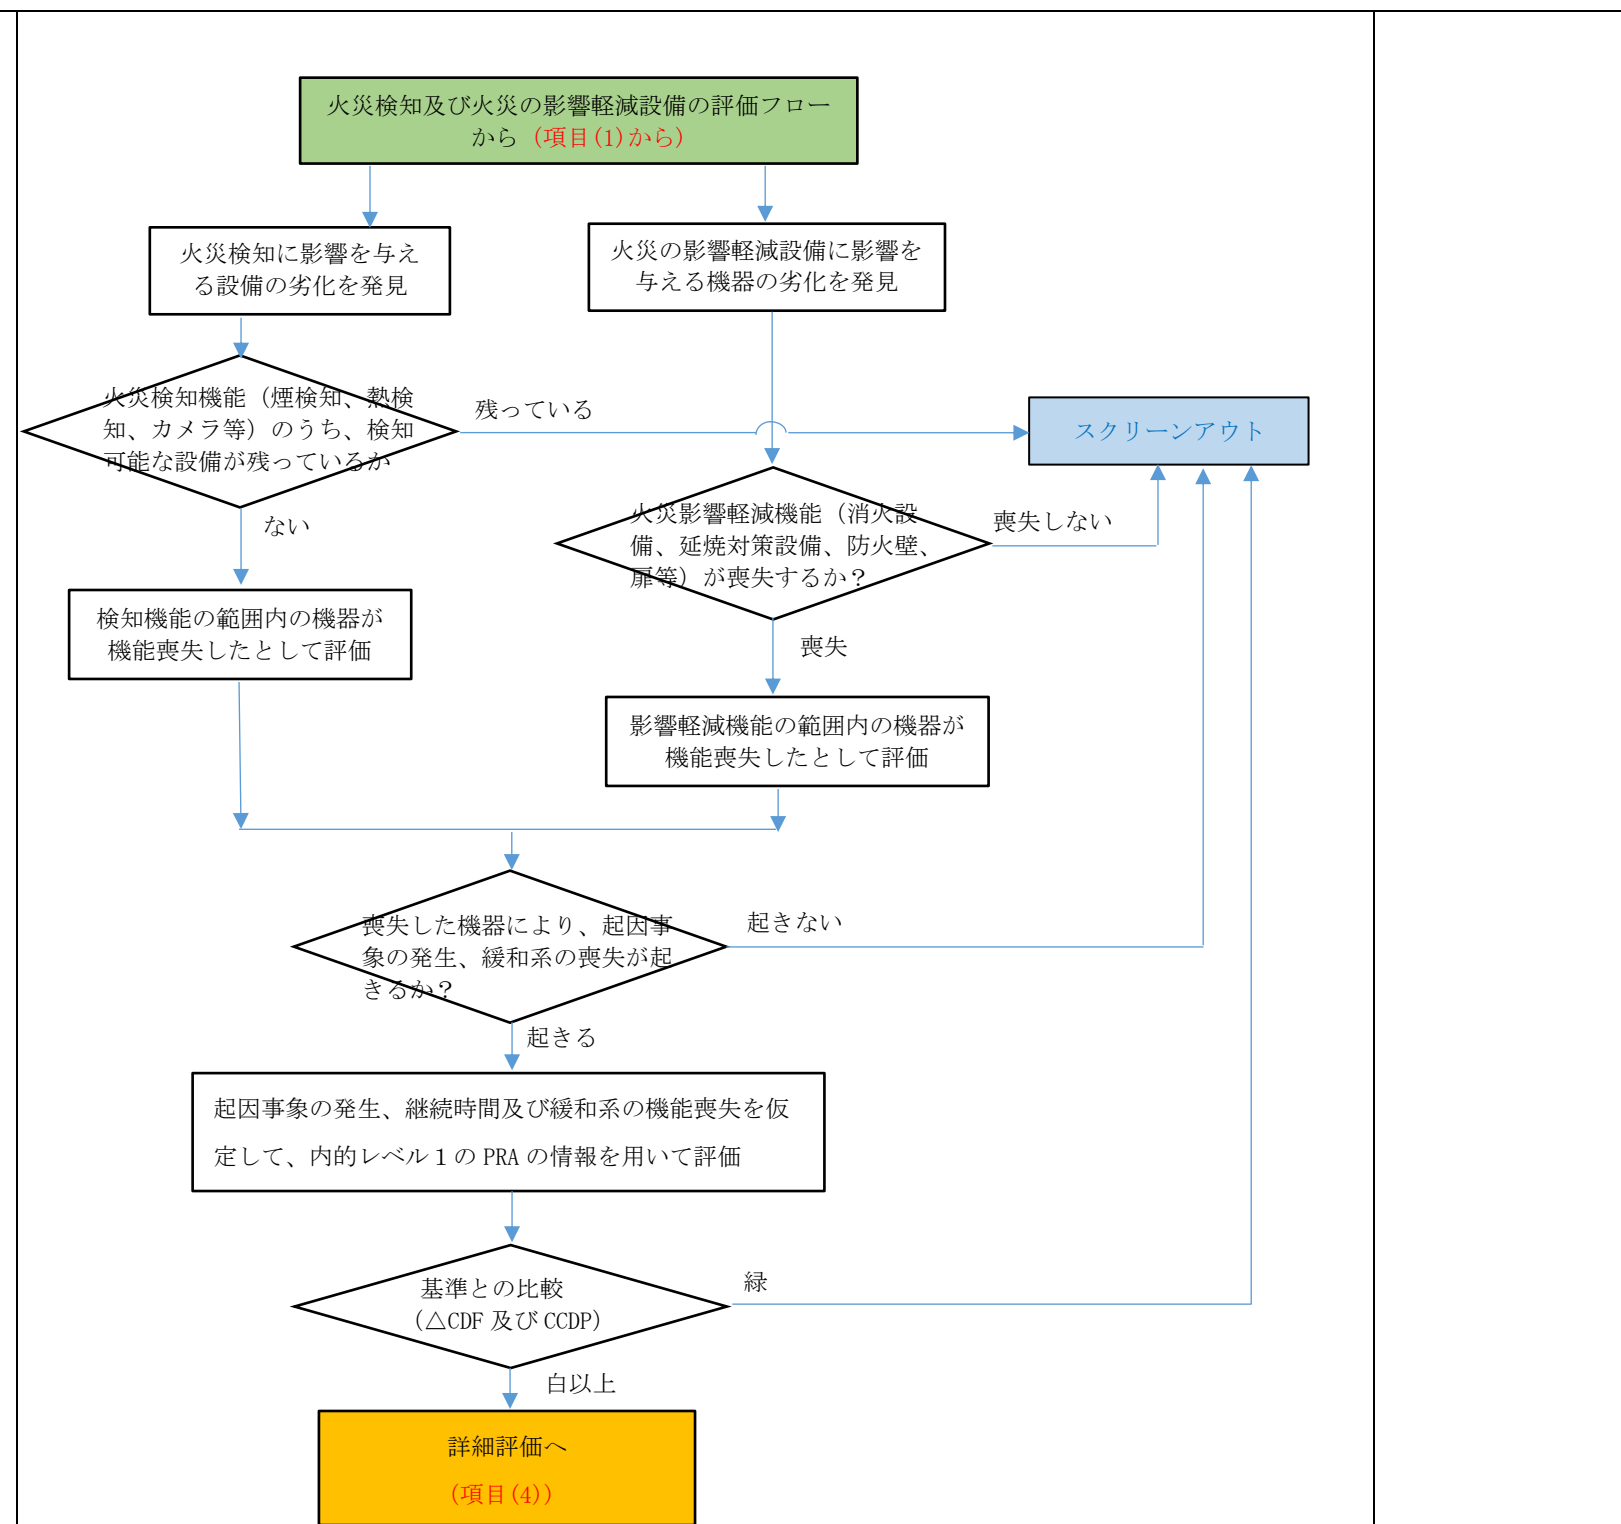 火災検知及び火災の影響軽減設備の評価フロー
から（項目(1)から）
火災検知に影響を与え
る設備の劣化を発見
火災の影響軽減設備に影響を
与える機器の劣化を発見
火災検知機能（煙検知、熱検
知、カメラ等）のうち、検知
可能な設備が残っているか
残っている
スクリーンアウト
ない
火災影響軽減機能（消火設
備、延焼対策設備、防火壁、
扉等）が喪失するか？
喪失しない
検知機能の範囲内の機器が
機能喪失したとして評価
喪失
影響軽減機能の範囲内の機器が
機能喪失したとして評価
喪失した機器により、起因事
象の発生、緩和系の喪失が起
きるか？
起きない
起きる
起因事象の発生、継続時間及び緩和系の機能喪失を仮
定して、内的レベル１の PRA の情報を用いて評価
基準との比較
（△CDF 及び CCDP）
緑
白以上
詳細評価へ
（項目(4)）